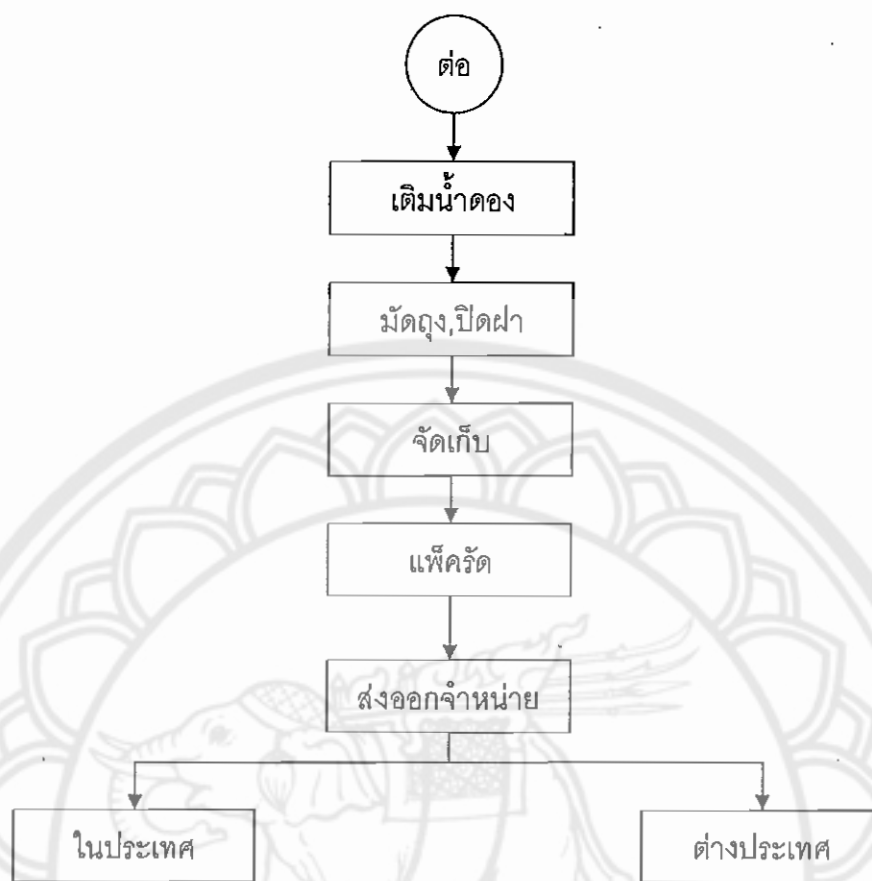 ต่อ
เติมน้ำดอง
มัดถุง,ปิดฝา
จัดเก็บ
แพ็ครัด
ส่งออกจำหน่าย
ในประเทศ
ต่างประเทศ